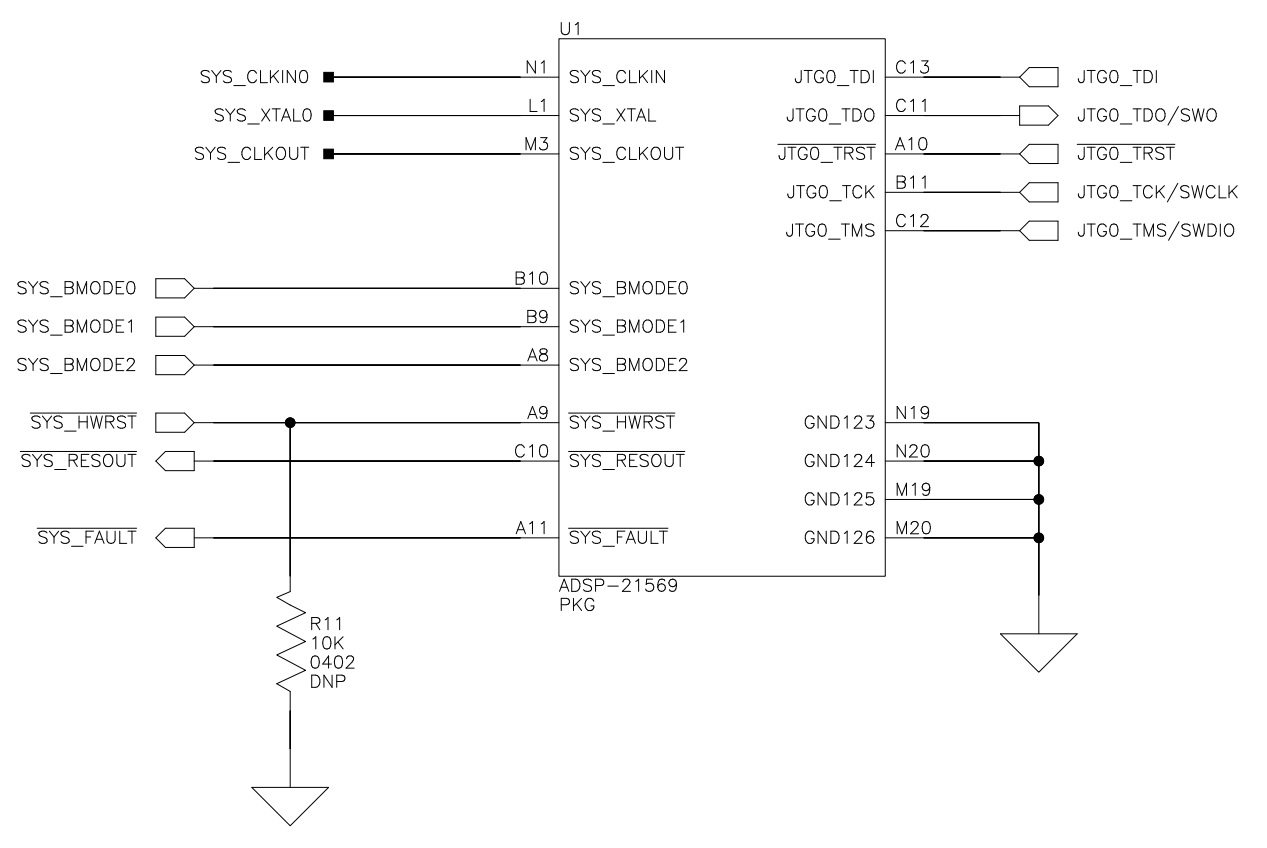 U1
SYS_CLKIN0 N1 SYS_CLKIN JTG0_TDI C13 JTG0_TDI
SYS_XTAL0 L1 SYS_XTAL JTG0_TDO C11 JTG0_TDO/SWO
SYS_CLKOUT M3 SYS_CLKOUT JTG0_TRST A10 JTG0_TRST
JTG0_TCK B11 JTG0_TCK/SWCLK
JTG0_TMS C12 JTG0_TMS/SWDIO
SYS_BMODE0 B10 SYS_BMODE0
SYS_BMODE1 B9 SYS_BMODE1
SYS_BMODE2 A8 SYS_BMODE2
SYS_HWRST A9 SYS_HWRST GND123 N19
SYS_RESOUT C10 SYS_RESOUT GND124 N20
GND125 M19
SYS_FAULT A11 SYS_FAULT GND126 M20
ADSP-21569
PKG
R11
10K
0402
DNP